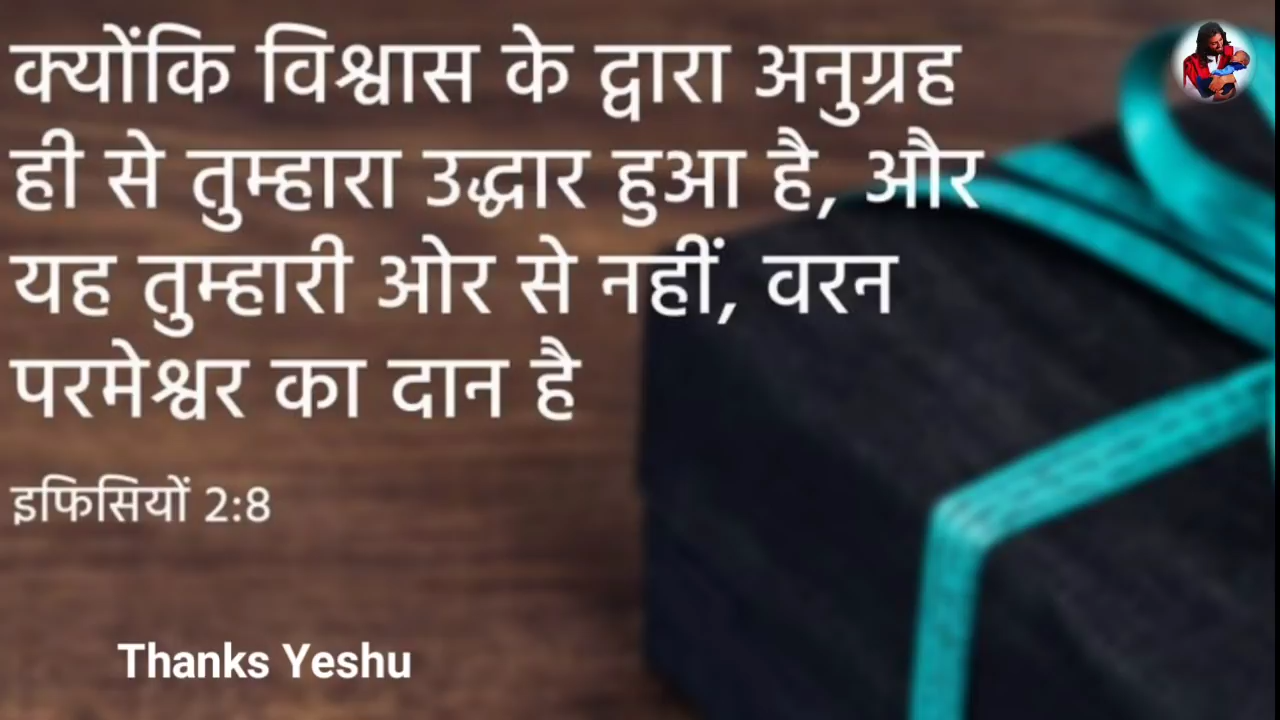 क्योंकि विश्वास के द्वारा अनुग्रह
ही से तुम्हारा उद्धार हुआ है, और
यह तुम्हारी ओर से नहीं, वरन
परमेश्वर का दान है
इफिसियों 2:8
Thanks Yeshu